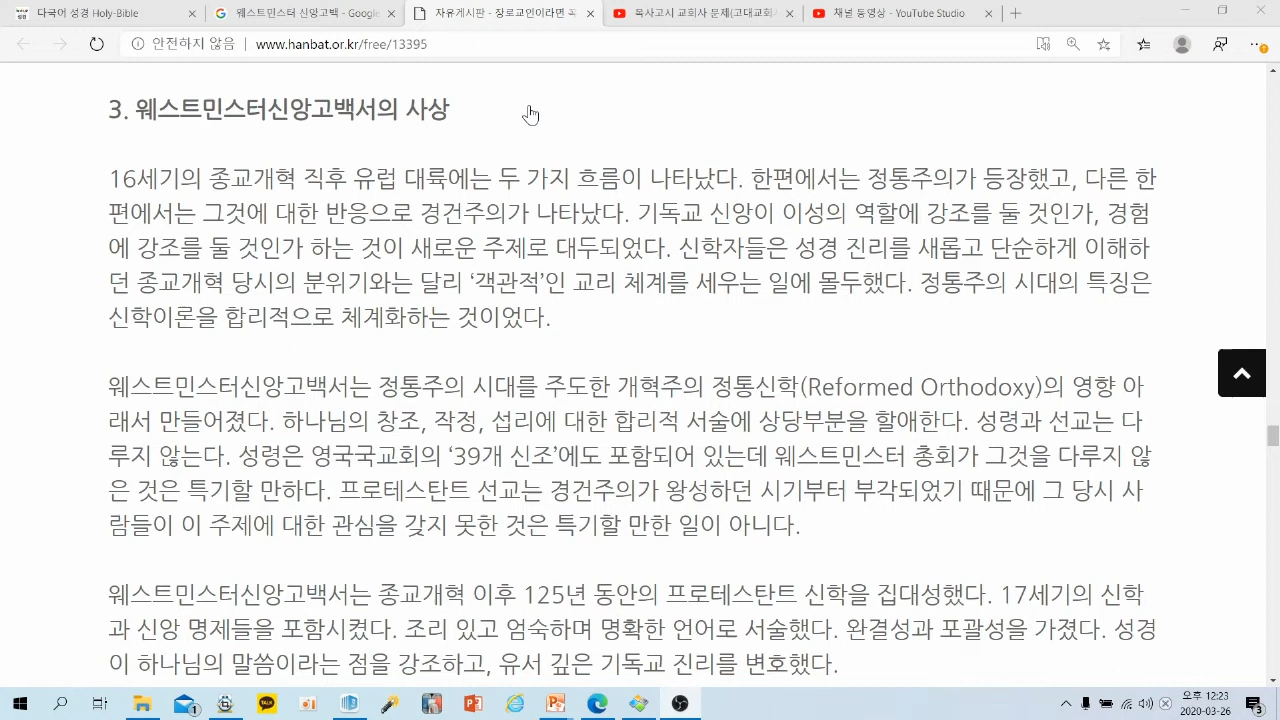 다국어 성경 Holy-Bible
웨스트민스터 신앙고백 - Google
자유게시판 - 장로교인이라면 꼭
목사고시 교회사 문제(고대교회
채널 동영상 - YouTube Studio
안전하지 않음
www.hanbat.or.kr/free/13395
3. 웨스트민스터신앙고백서의 사상
16세기의 종교개혁 직후 유럽 대륙에는 두 가지 흐름이 나타났다. 한편에서는 정통주의가 등장했고, 다른 한
편에서는 그것에 대한 반응으로 경건주의가 나타났다. 기독교 신앙이 이성의 역할에 강조를 둘 것인가, 경험
에 강조를 둘 것인가 하는 것이 새로운 주제로 대두되었다. 신학자들은 성경 진리를 새롭고 단순하게 이해하
던 종교개혁 당시의 분위기와는 달리 ‘객관적’인 교리 체계를 세우는 일에 몰두했다. 정통주의 시대의 특징은
신학이론을 합리적으로 체계화하는 것이었다.
웨스트민스터신앙고백서는 정통주의 시대를 주도한 개혁주의 정통신학(Reformed Orthodoxy)의 영향 아
래서 만들어졌다. 하나님의 창조, 작정, 섭리에 대한 합리적 서술에 상당부분을 할애한다. 성령과 선교는 다
루지 않는다. 성령은 영국국교회의 ‘39개 신조’에도 포함되어 있는데 웨스트민스터 총회가 그것을 다루지 않
은 것은 특기할 만하다. 프로테스탄트 선교는 경건주의가 왕성하던 시기부터 부각되었기 때문에 그 당시 사
람들이 이 주제에 대한 관심을 갖지 못한 것은 특기할 만한 일이 아니다.
웨스트민스터신앙고백서는 종교개혁 이후 125년 동안의 프로테스탄트 신학을 집대성했다. 17세기의 신학
과 신앙 명제들을 포함시켰다. 조리 있고 엄숙하며 명확한 언어로 서술했다. 완결성과 포괄성을 가졌다. 성경
이 하나님의 말씀이라는 점을 강조하고, 유서 깊은 기독교 진리를 변호했다.
TALK
오후 12:23
2020-03-26